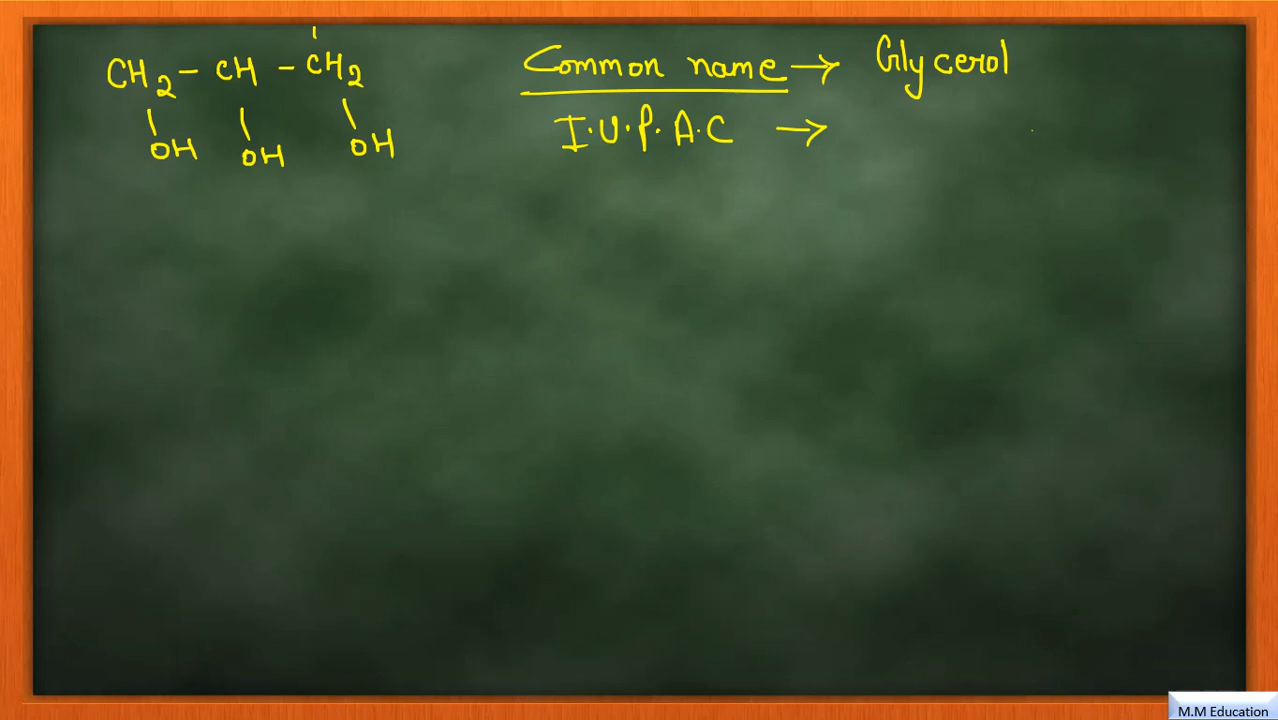 CH2 - CH - CH2
OH OH OH
Common name → Glycerol
I.U.P.A.C →
M.M Education